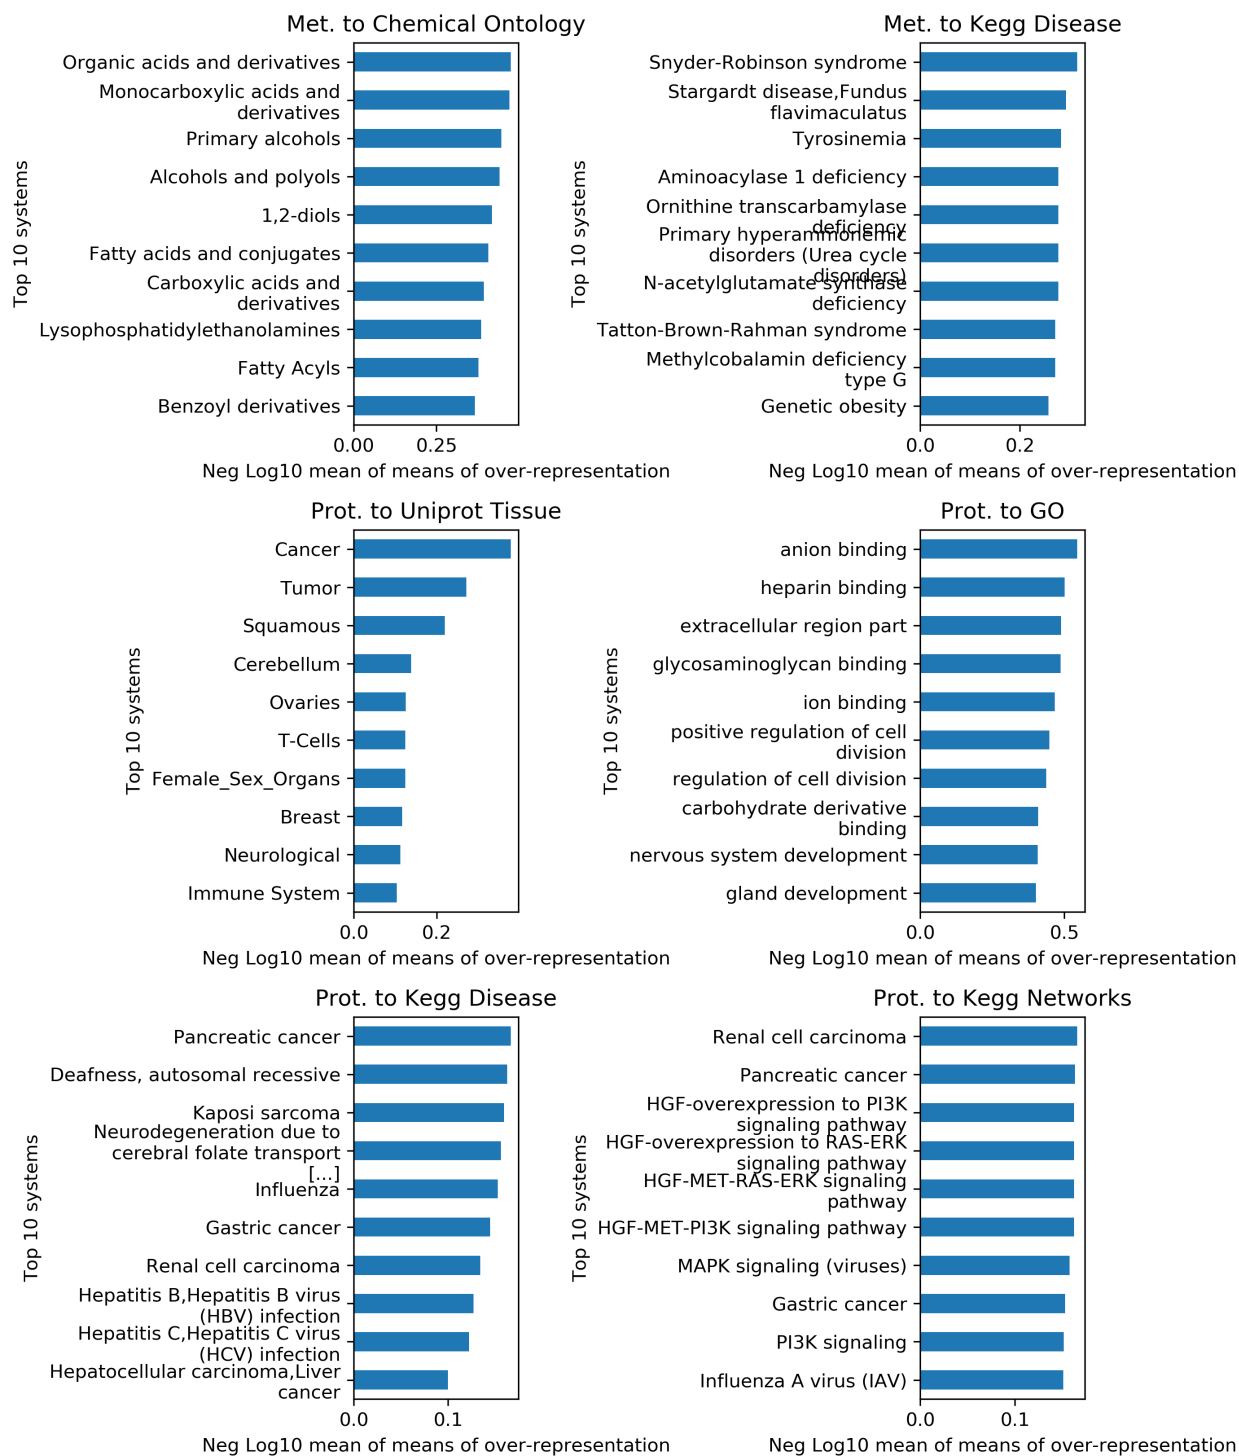 Met. to Chemical Ontology
Top 10 systems
Organic acids and derivatives
Monocarboxylic acids and
derivatives
Primary alcohols
Alcohols and polyols
1,2-diols
Fatty acids and conjugates
Carboxylic acids and
derivatives
Lysophosphatidylethanolamines
Fatty Acyls
Benzoyl derivatives
0.00 0.25
Neg Log10 mean of means of over-representation
Met. to Kegg Disease
Top 10 systems
Snyder-Robinson syndrome
Stargardt disease,Fundus
flavimaculatus
Tyrosinemia
Aminoacylase 1 deficiency
Ornithine transcarbamylase
deficiency
Primary hyperammonemic
disorders (Urea cycle
disorders)
N-acetylglutamate synthase
deficiency
Tatton-Brown-Rahman syndrome
Methylcobalamin deficiency
type G
Genetic obesity
0.0 0.2
Neg Log10 mean of means of over-representation
Prot. to Uniprot Tissue
Top 10 systems
Cancer
Tumor
Squamous
Cerebellum
Ovaries
T-Cells
Female_Sex_Organs
Breast
Neurological
Immune System
0.0 0.2
Neg Log10 mean of means of over-representation
Prot. to GO
Top 10 systems
anion binding
heparin binding
extracellular region part
glycosaminoglycan binding
ion binding
positive regulation of cell
division
regulation of cell division
carbohydrate derivative
binding
nervous system development
gland development
0.0 0.5
Neg Log10 mean of means of over-representation
Prot. to Kegg Disease
Top 10 systems
Pancreatic cancer
Deafness, autosomal recessive
Kaposi sarcoma
Neurodegeneration due to
cerebral folate transport
[...]
Influenza
Gastric cancer
Renal cell carcinoma
Hepatitis B,Hepatitis B virus
(HBV) infection
Hepatitis C,Hepatitis C virus
(HCV) infection
Hepatocellular carcinoma,Liver
cancer
0.0 0.1
Neg Log10 mean of means of over-representation
Prot. to Kegg Networks
Top 10 systems
Renal cell carcinoma
Pancreatic cancer
HGF-overexpression to PI3K
signaling pathway
HGF-overexpression to RAS-ERK
signaling pathway
HGF-MET-RAS-ERK signaling
pathway
HGF-MET-PI3K signaling pathway
MAPK signaling (viruses)
Gastric cancer
PI3K signaling
Influenza A virus (IAV)
0.0 0.1
Neg Log10 mean of means of over-representation